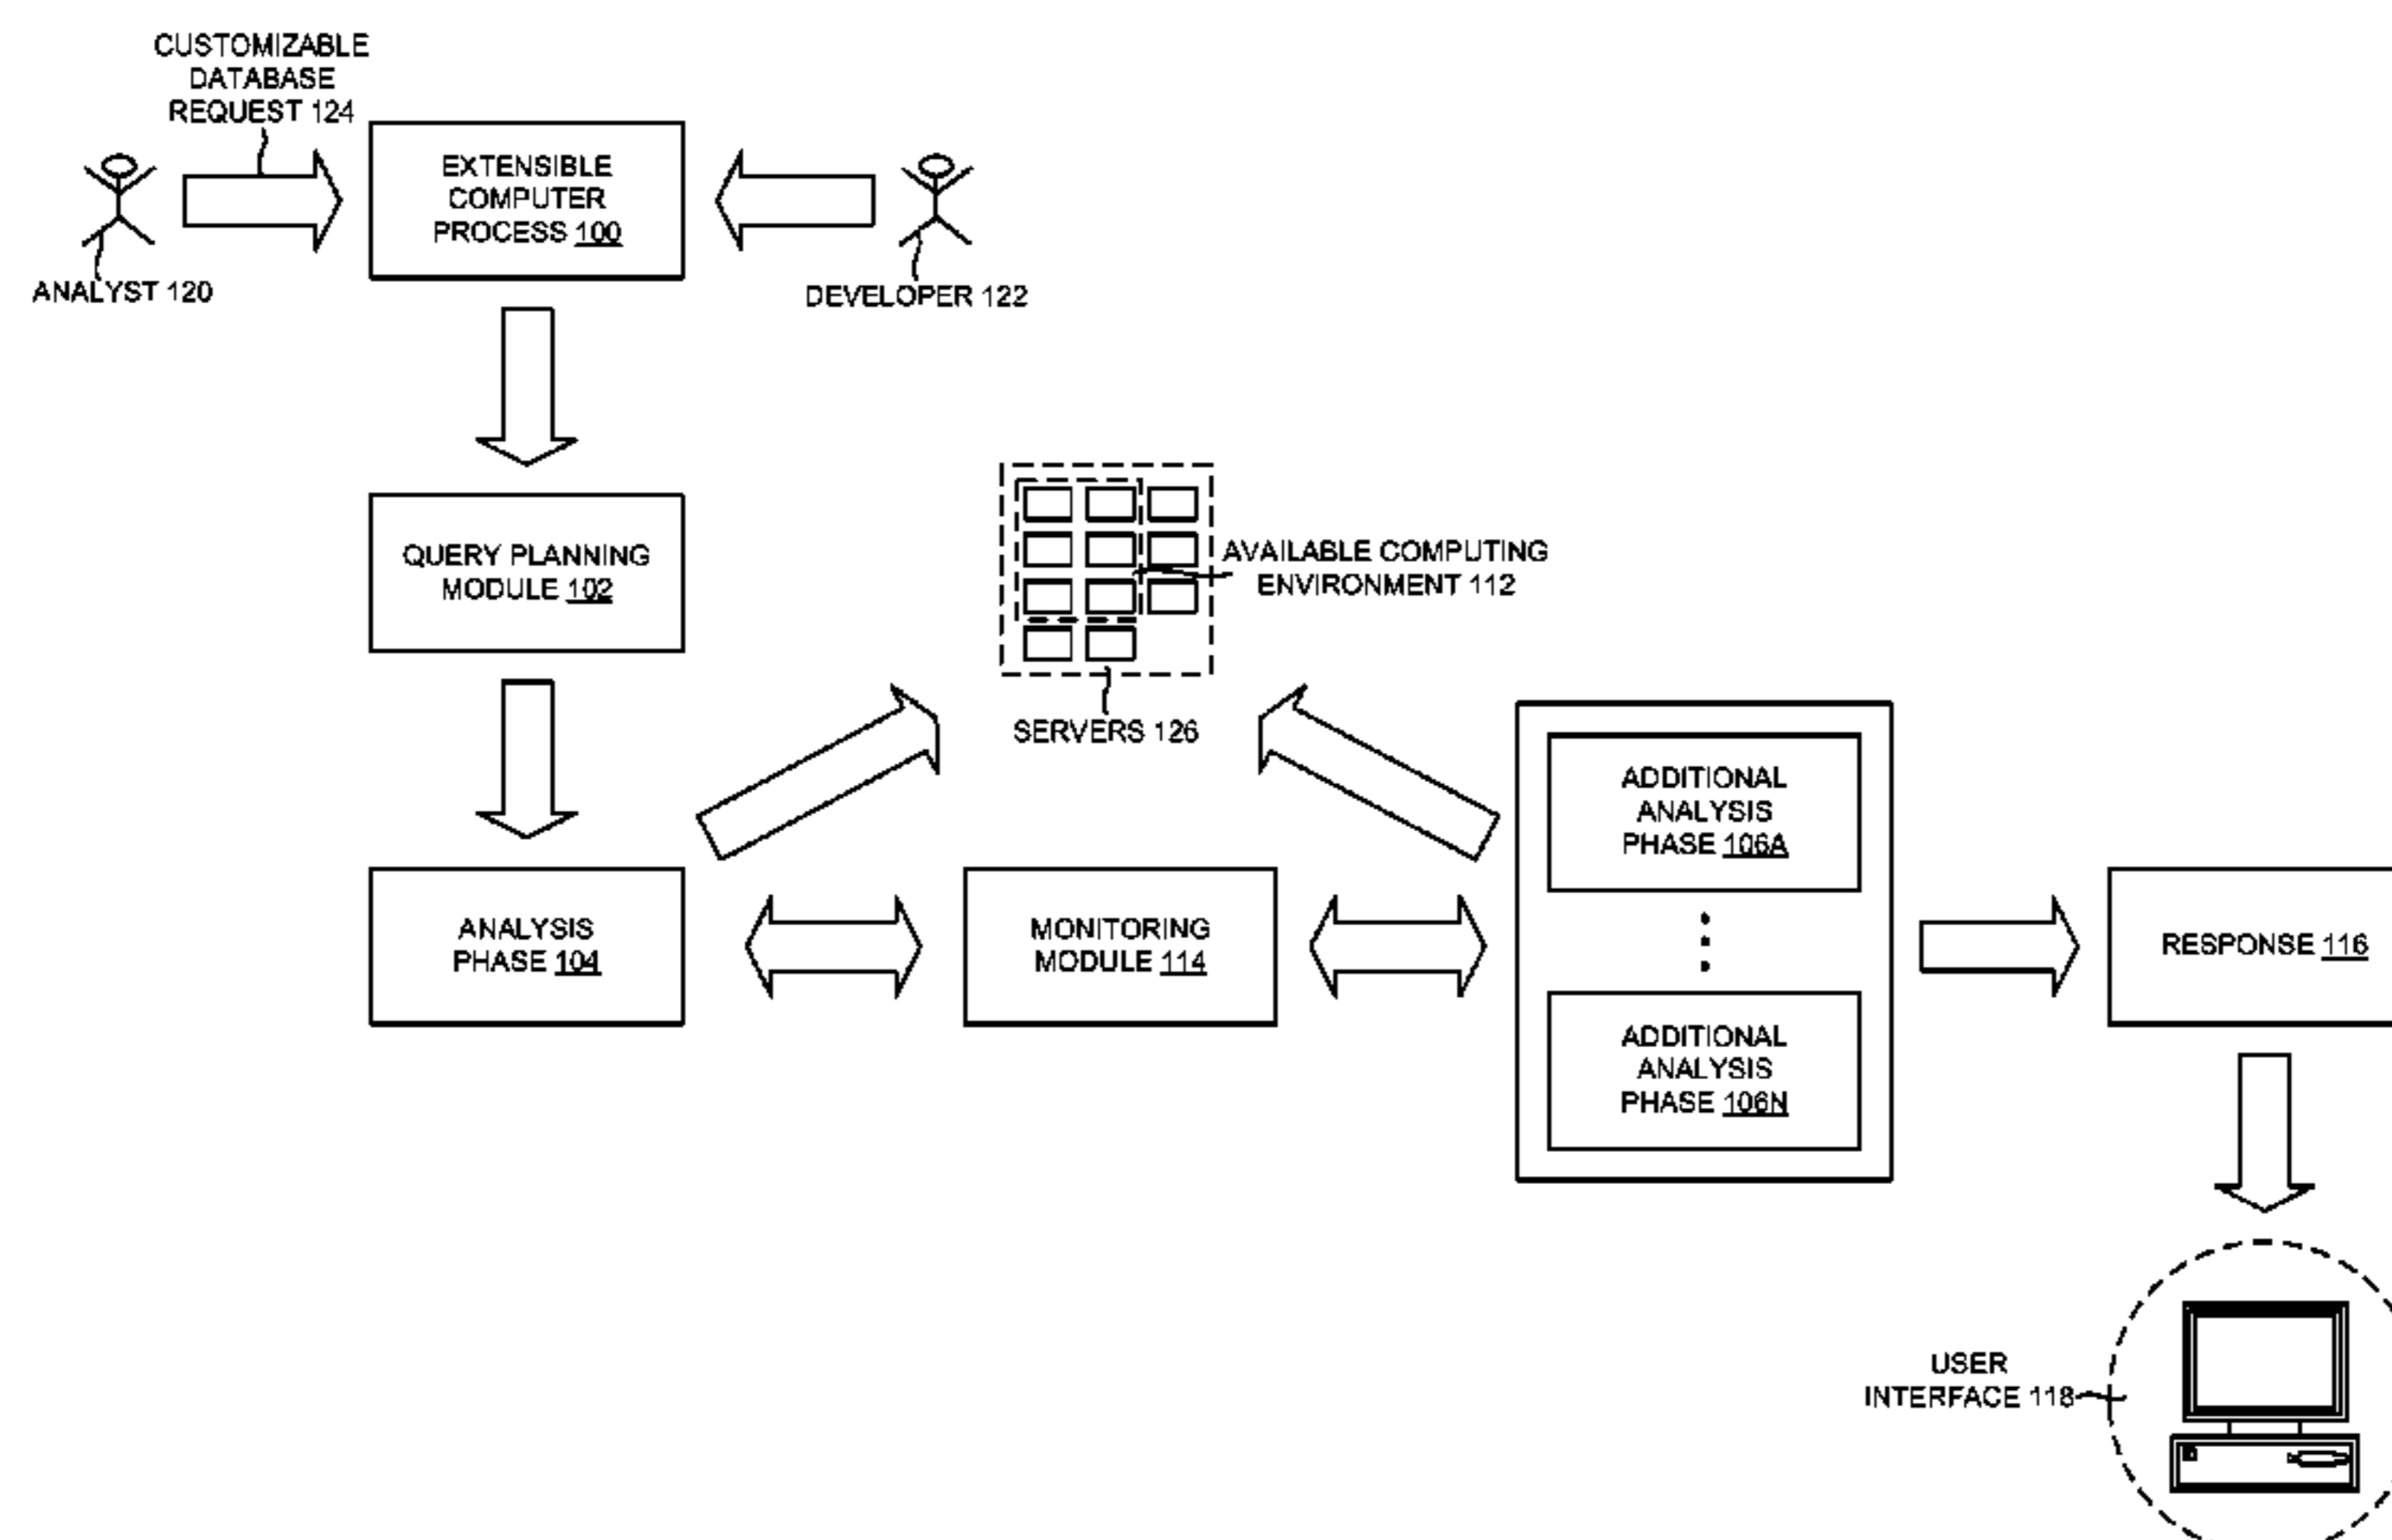 CUSTOMIZABLE
DATABASE
REQUEST 124
EXTENSIBLE
COMPUTER
PROCESS 100
ANALYST 120
DEVELOPER 122
QUERY PLANNING
MODULE 102
AVAILABLE COMPUTING
ENVIRONMENT 112
SERVERS 126
ANALYSIS
PHASE 104
MONITORING
MODULE 114
ADDITIONAL
ANALYSIS
PHASE 106A
ADDITIONAL
ANALYSIS
PHASE 106N
RESPONSE 116
USER
INTERFACE 118